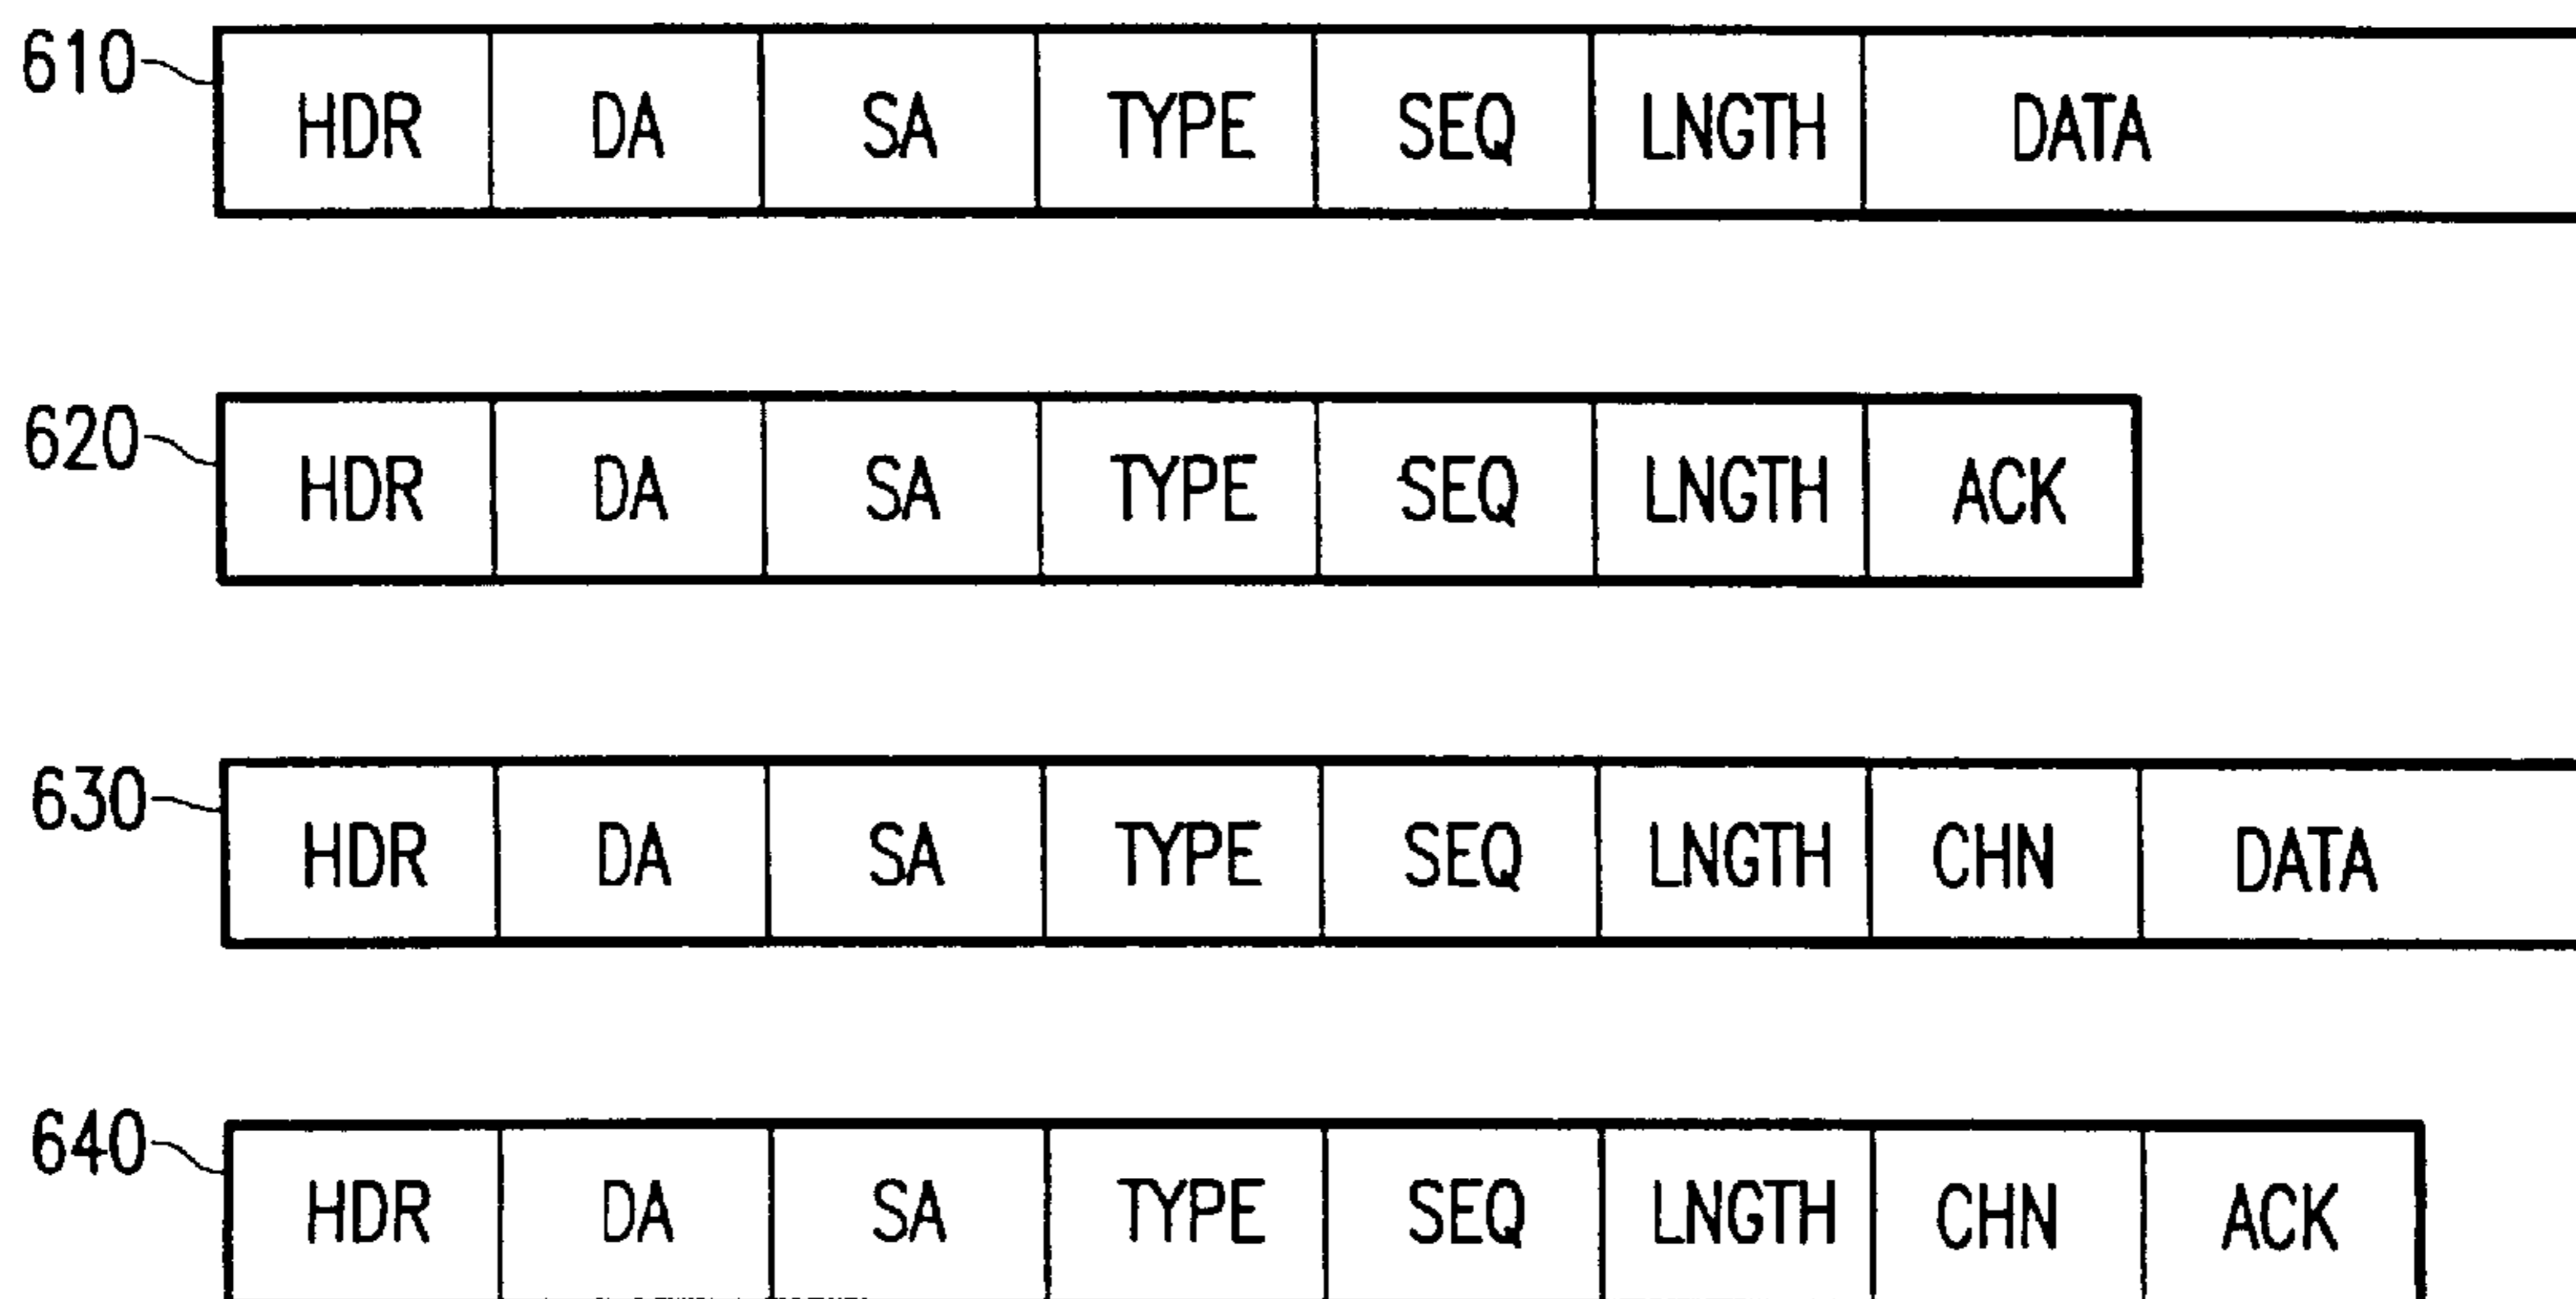 610 HDR DA SA TYPE SEQ LNGTH DATA
620 HDR DA SA TYPE SEQ LNGTH ACK
630 HDR DA SA TYPE SEQ LNGTH CHN DATA
640 HDR DA SA TYPE SEQ LNGTH CHN ACK